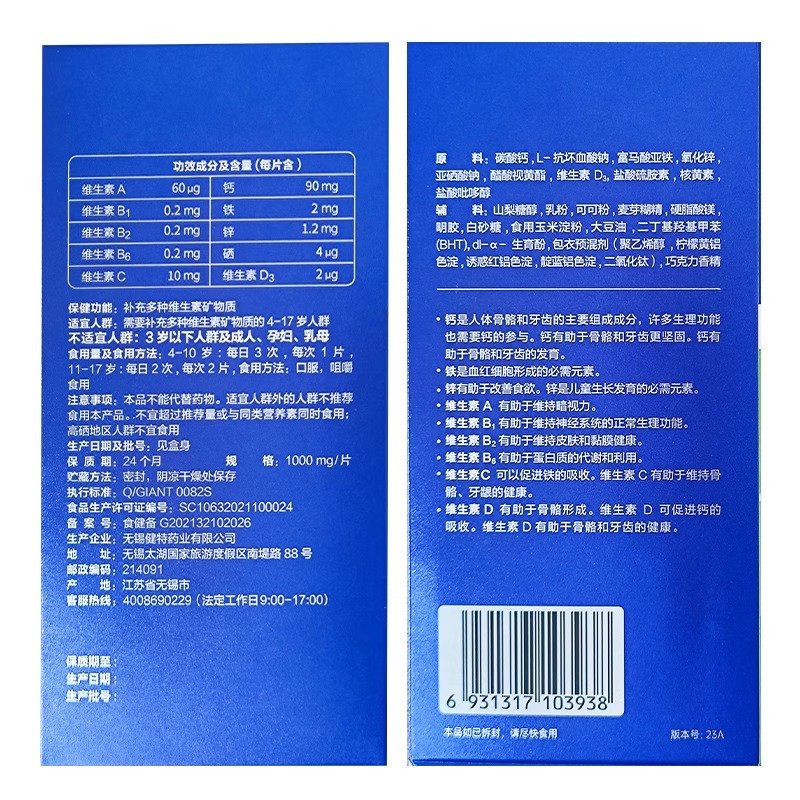 功效成分及含量（每片含）
维生素 A 60 μg 钙 90 mg
维生素 B1 0.2 mg 铁 2 mg
维生素 B2 0.2 mg 锌 1.2 mg
维生素 B6 0.2 mg 硒 4 μg
维生素 C 10 mg 维生素 D3 2 μg
保健功能：补充多种维生素矿物质
适宜人群：需要补充多种维生素矿物质的 4-17 岁人群
不适宜人群：3 岁以下人群及成人、孕妇、乳母
食用量及食用方法：4-10 岁：每日 3 次，每次 1 片，
11-17 岁：每日 2 次，每次 2 片，食用方法：口服，咀嚼
食用
注意事项：本品不能代替药物。适宜人群外的人群不推荐
食用本产品。不宜超过推荐量或与同类营养素同时食用；
高硒地区人群不宜食用
生产日期及批号：见盒身
保质期：24 个月 规格：1000 mg/片
贮藏方法：密封，阴凉干燥处保存
执行标准：Q/GIANT 0082S
食品生产许可证编号：SC10632021100024
备案号：食健备 G202132102026
生产企业：无锡健特药业有限公司
地址：无锡太湖国家旅游度假区南堤路 88 号
邮政编码：214091
产地：江苏省无锡市
客服热线：4008690229（法定工作日9:00-17:00）
保质期至：
生产日期：
生产批号：
原料：碳酸钙，L-抗坏血酸钠，富马酸亚铁，氧化锌，
亚硒酸钠，醋酸视黄酯，维生素 D3，盐酸硫胺素，核黄素，
盐酸吡哆醇
辅料：山梨糖醇，乳粉，可可粉，麦芽糊精，硬脂酸镁，
明胶，白砂糖，食用玉米淀粉，大豆油，二丁基羟基甲苯
(BHT)，dl-α-生育酚，包衣预混剂（聚乙烯醇，柠檬黄铝
色淀，诱惑红铝色淀，靛蓝铝色淀，二氧化钛），巧克力香精
• 钙是人体骨骼和牙齿的主要组成成分，许多生理功能
也需要钙的参与。钙有助于骨骼和牙齿更坚固。钙有
助于骨骼和牙齿的发育。
• 铁是血红细胞形成的必需元素。
• 锌有助于改善食欲。锌是儿童生长发育的必需元素。
• 维生素 A 有助于维持暗视力。
• 维生素 B1 有助于维持神经系统的正常生理功能。
• 维生素 B2 有助于维持皮肤和黏膜健康。
• 维生素 B6 有助于蛋白质的代谢和利用。
• 维生素 C 可以促进铁的吸收。维生素 C 有助于维持骨
骼、牙龈的健康。
• 维生素 D 有助于骨骼形成。维生素 D 可促进钙的
吸收。维生素 D 有助于骨骼和牙齿的健康。
6 931317 103938
本品如已拆封，请尽快食用 版本号：23A